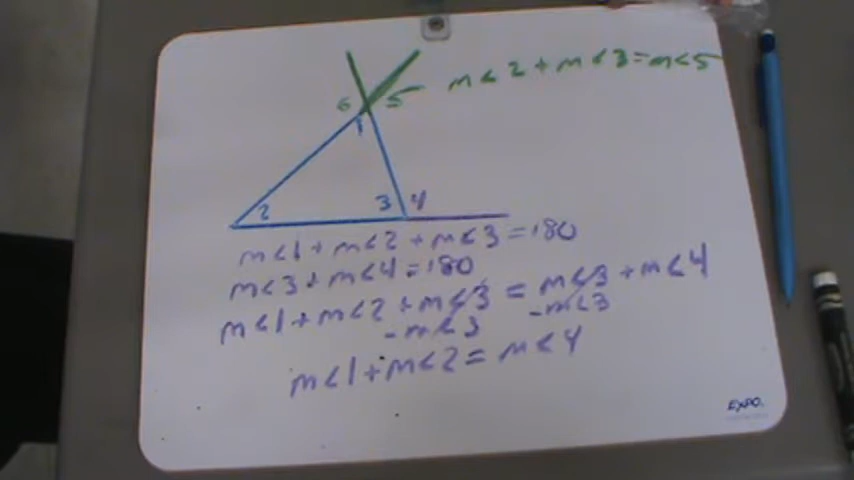 m<2 + m<3 = m<5
6 5
1
2 3 4
m<1 + m<2 + m<3 = 180
m<3 + m<4 = 180
m<1 + m<2 + m<3 = m<3 + m<4
-m<3 -m<3
m<1 + m<2 = m<4
EXPO.